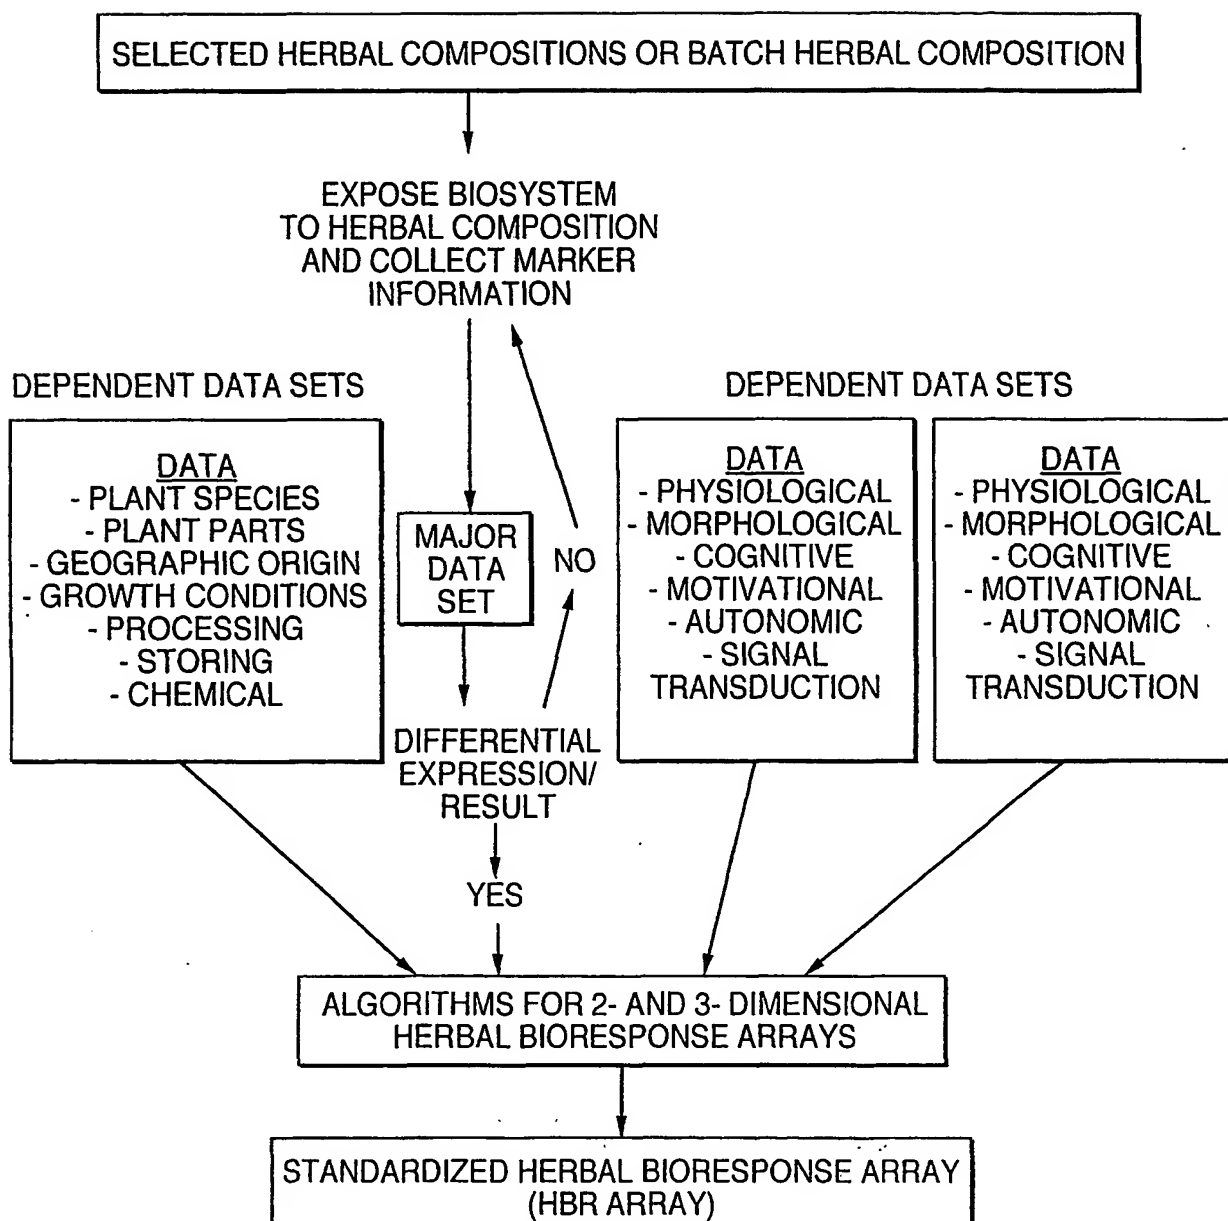 SELECTED HERBAL COMPOSITIONS OR BATCH HERBAL COMPOSITION
EXPOSE BIOSYSTEM
TO HERBAL COMPOSITION
AND COLLECT MARKER
INFORMATION
DEPENDENT DATA SETS
DATA
- PLANT SPECIES
- PLANT PARTS
- GEOGRAPHIC ORIGIN
- GROWTH CONDITIONS
- PROCESSING
- STORING
- CHEMICAL
MAJOR
DATA
SET
NO
DIFFERENTIAL
EXPRESSION/
RESULT
YES
DEPENDENT DATA SETS
DATA
- PHYSIOLOGICAL
- MORPHOLOGICAL
- COGNITIVE
- MOTIVATIONAL
- AUTONOMIC
- SIGNAL
TRANSDUCTION
DATA
- PHYSIOLOGICAL
- MORPHOLOGICAL
- COGNITIVE
- MOTIVATIONAL
- AUTONOMIC
- SIGNAL
TRANSDUCTION
ALGORITHMS FOR 2- AND 3- DIMENSIONAL
HERBAL BIORESPONSE ARRAYS
STANDARDIZED HERBAL BIORESPONSE ARRAY
(HBR ARRAY)